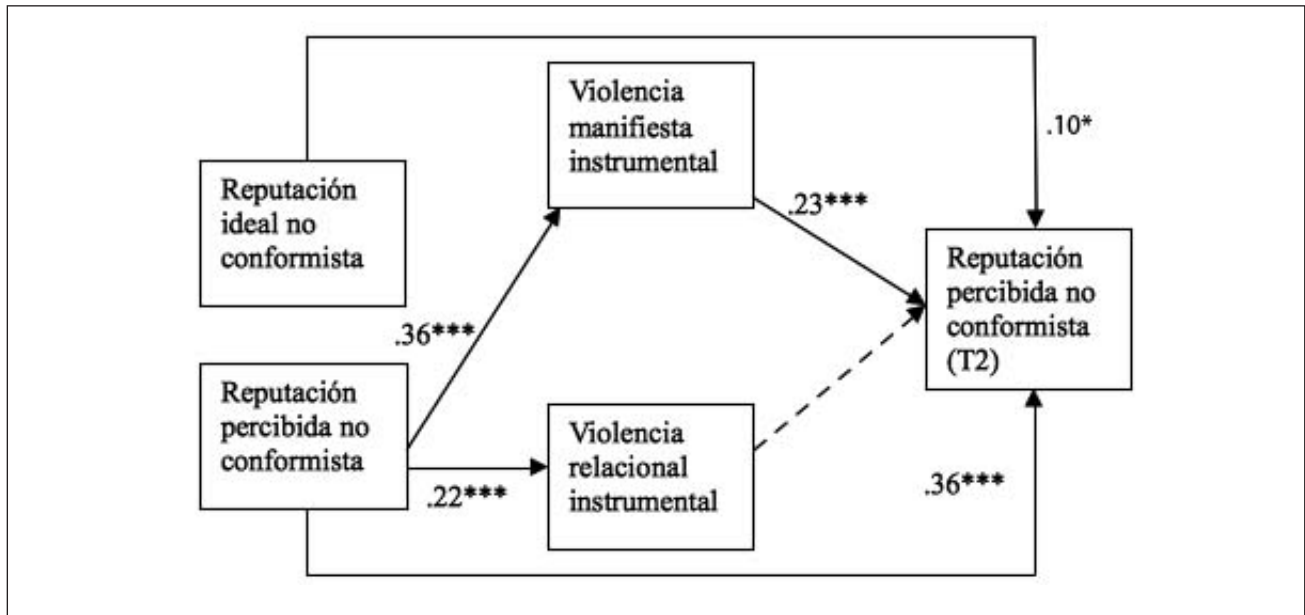 Violencia
manifiesta
instrumental
.10*
Reputación
ideal no
conformista
.23***
Reputación
percibida no
conformista
(T2)
.36***
Reputación
percibida no
conformista
.22***
Violencia
relacional
instrumental
.36***